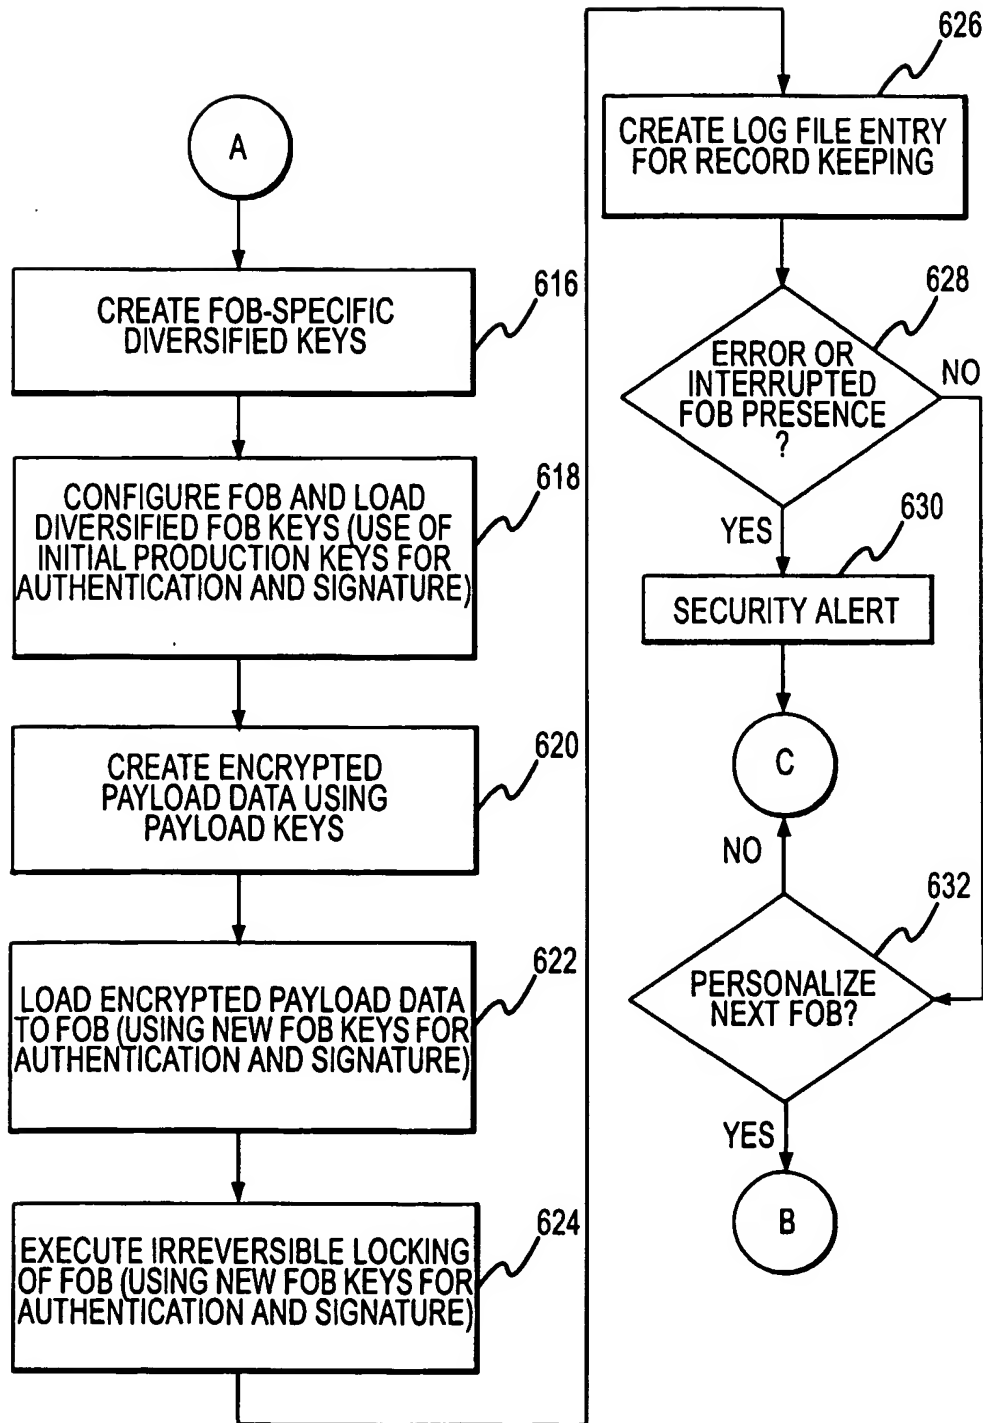 A
CREATE FOB-SPECIFIC
DIVERSIFIED KEYS
616
CONFIGURE FOB AND LOAD
DIVERSIFIED FOB KEYS (USE OF
INITIAL PRODUCTION KEYS FOR
AUTHENTICATION AND SIGNATURE)
618
CREATE ENCRYPTED
PAYLOAD DATA USING
PAYLOAD KEYS
620
LOAD ENCRYPTED PAYLOAD DATA
TO FOB (USING NEW FOB KEYS FOR
AUTHENTICATION AND SIGNATURE)
622
EXECUTE IRREVERSIBLE LOCKING
OF FOB (USING NEW FOB KEYS FOR
AUTHENTICATION AND SIGNATURE)
624
626
CREATE LOG FILE ENTRY
FOR RECORD KEEPING
628
ERROR OR
INTERRUPTED
FOB PRESENCE
?
NO
YES
630
SECURITY ALERT
C
NO
632
PERSONALIZE
NEXT FOB?
YES
B